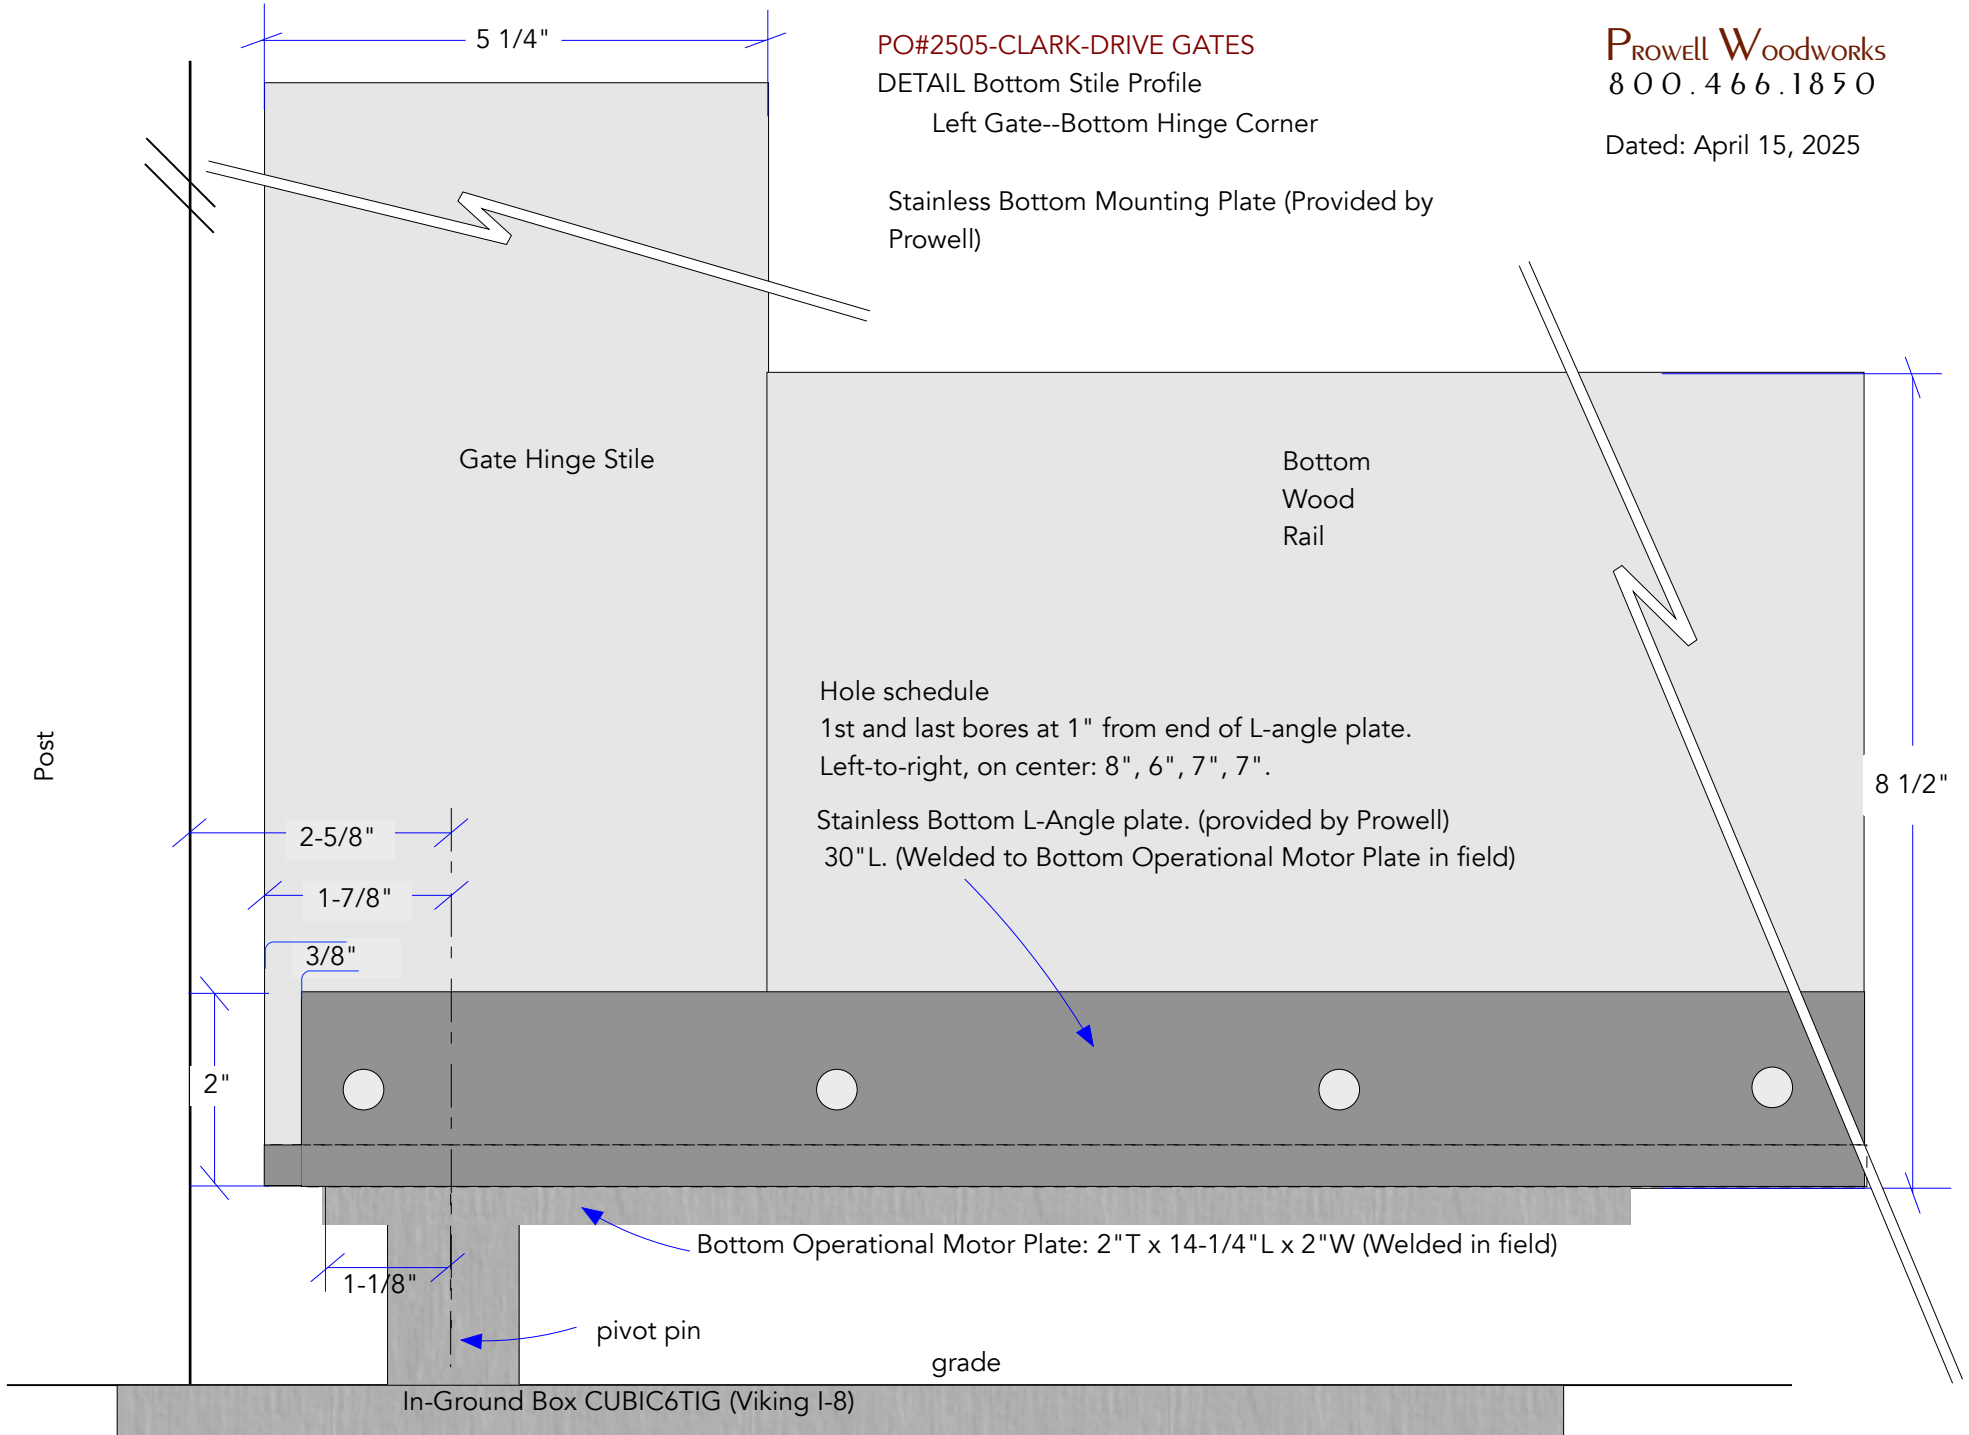 5 1/4"
PO#2505-CLARK-DRIVE GATES
DETAIL Bottom Stile Profile
Left Gate--Bottom Hinge Corner
Prowell Woodworks
800.466.1850
Dated: April 15, 2025
Stainless Bottom Mounting Plate (Provided by
Prowell)
Gate Hinge Stile
Bottom
Wood
Rail
Hole schedule
1st and last bores at 1" from end of L-angle plate.
Left-to-right, on center: 8", 6", 7", 7".
Post
8 1/2"
Stainless Bottom L-Angle plate. (provided by Prowell)
30"L. (Welded to Bottom Operational Motor Plate in field)
2-5/8"
1-7/8"
3/8"
2"
Bottom Operational Motor Plate: 2"T x 14-1/4"L x 2"W (Welded in field)
1-1/8"
pivot pin
grade
In-Ground Box CUBIC6TIG (Viking I-8)